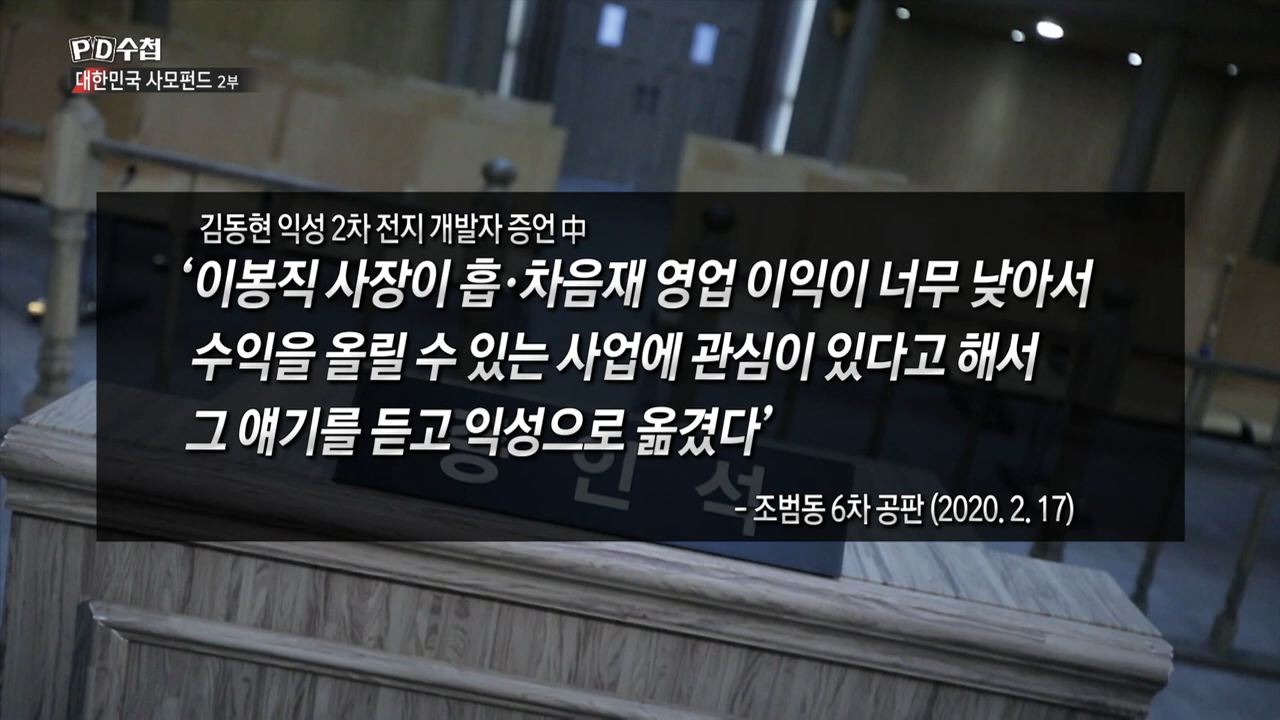 PD수첩
대한민국 사모펀드 2부
김동현 익성 2차 전지 개발자 증언 中
‘이봉직 사장이 흡·차음재 영업 이익이 너무 낮아서
수익을 올릴 수 있는 사업에 관심이 있다고 해서
그 얘기를 듣고 익성으로 옮겼다’
증인석
- 조범동 6차 공판 (2020. 2. 17)